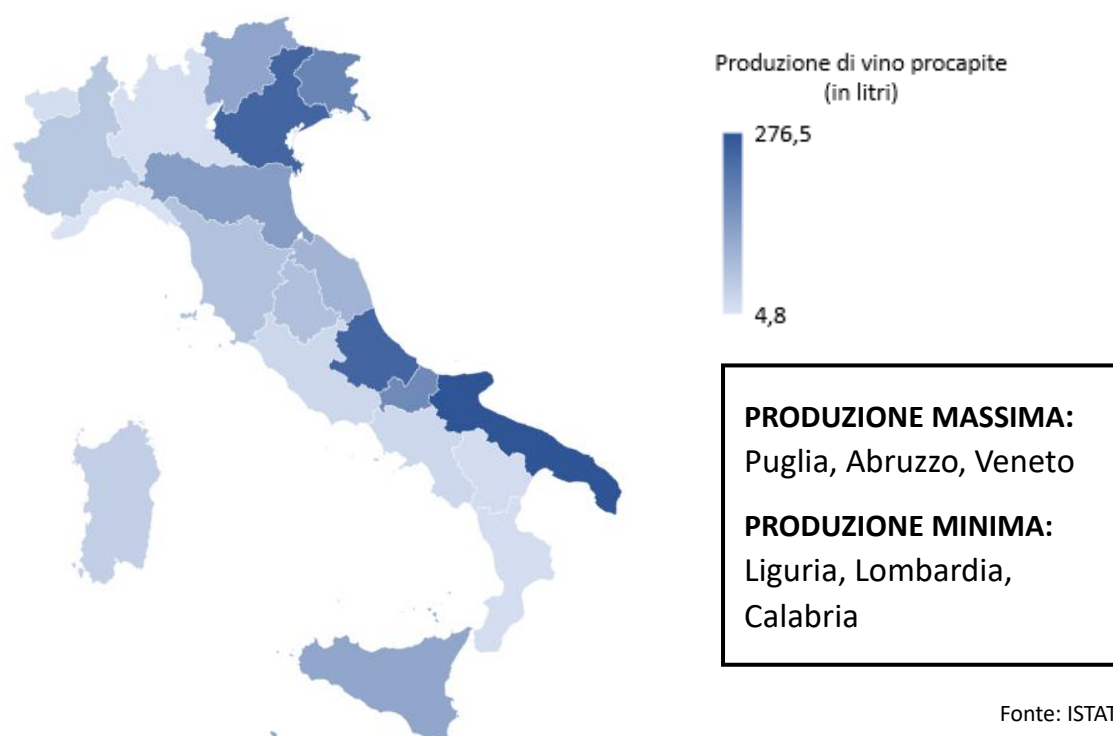 Produzione di vino procapite
(in litri)
276,5
4,8
PRODUZIONE MASSIMA:
Puglia, Abruzzo, Veneto
PRODUZIONE MINIMA:
Liguria, Lombardia,
Calabria
Fonte: ISTAT